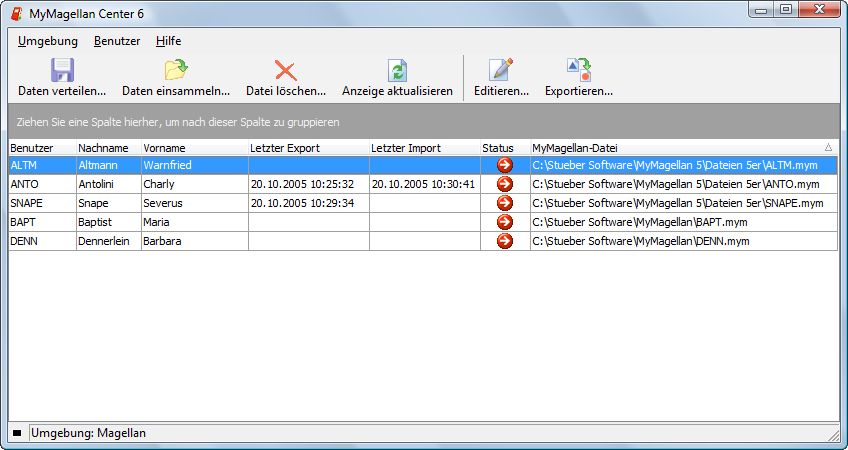 MyMagellan Center 6
Umgebung Benutzer Hilfe
Daten verteilen... Daten einsammeln... Datei löschen... Anzeige aktualisieren Editieren... Exportieren...
Ziehen Sie eine Spalte hierher, um nach dieser Spalte zu gruppieren
Benutzer Nachname Vorname Letzter Export Letzter Import Status MyMagellan-Datei
ALTM Altmann Warnfried C:\Stueber Software\MyMagellan 5\Dateien 5er\ALTM.mym
ANTO Antolini Charly 20.10.2005 10:25:32 20.10.2005 10:30:41 C:\Stueber Software\MyMagellan 5\Dateien 5er\ANTO.mym
SNAPE Snape Severus 20.10.2005 10:29:34 C:\Stueber Software\MyMagellan 5\Dateien 5er\SNAPE.mym
BAPT Baptist Maria C:\Stueber Software\MyMagellan\BAPT.mym
DENN Dennerlein Barbara C:\Stueber Software\MyMagellan\DENN.mym
Umgebung: Magellan